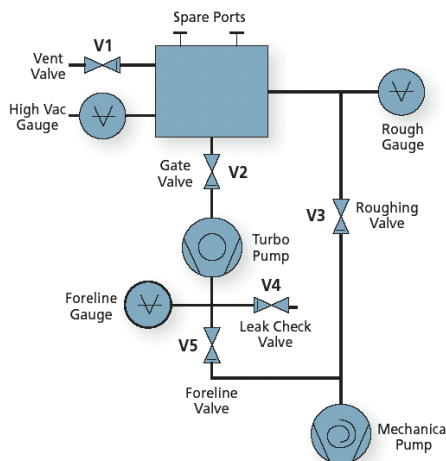 Spare Ports
V1
Vent
Valve
High Vac
Gauge
Rough
Gauge
Gate
Valve
V2
V3
Roughing
Valve
Turbo
Pump
V4
Foreline
Gauge
Leak Check
Valve
V5
Foreline
Valve
Mechanica
Pump